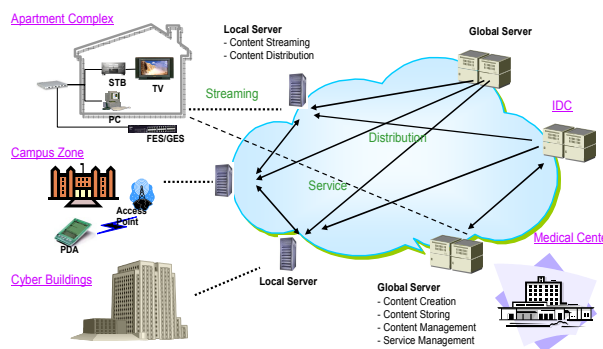 Apartment Complex
Local Server
- Content Streaming
- Content Distribution
Global Server
STB
TV
Streaming
PC
IDC
FES/GES
Distribution
Campus Zone
Service
Access
Point
PDA
Medical Cente
Cyber Buildings
Local Server
Global Server
- Content Creation
- Content Storing
- Content Management
- Service Management